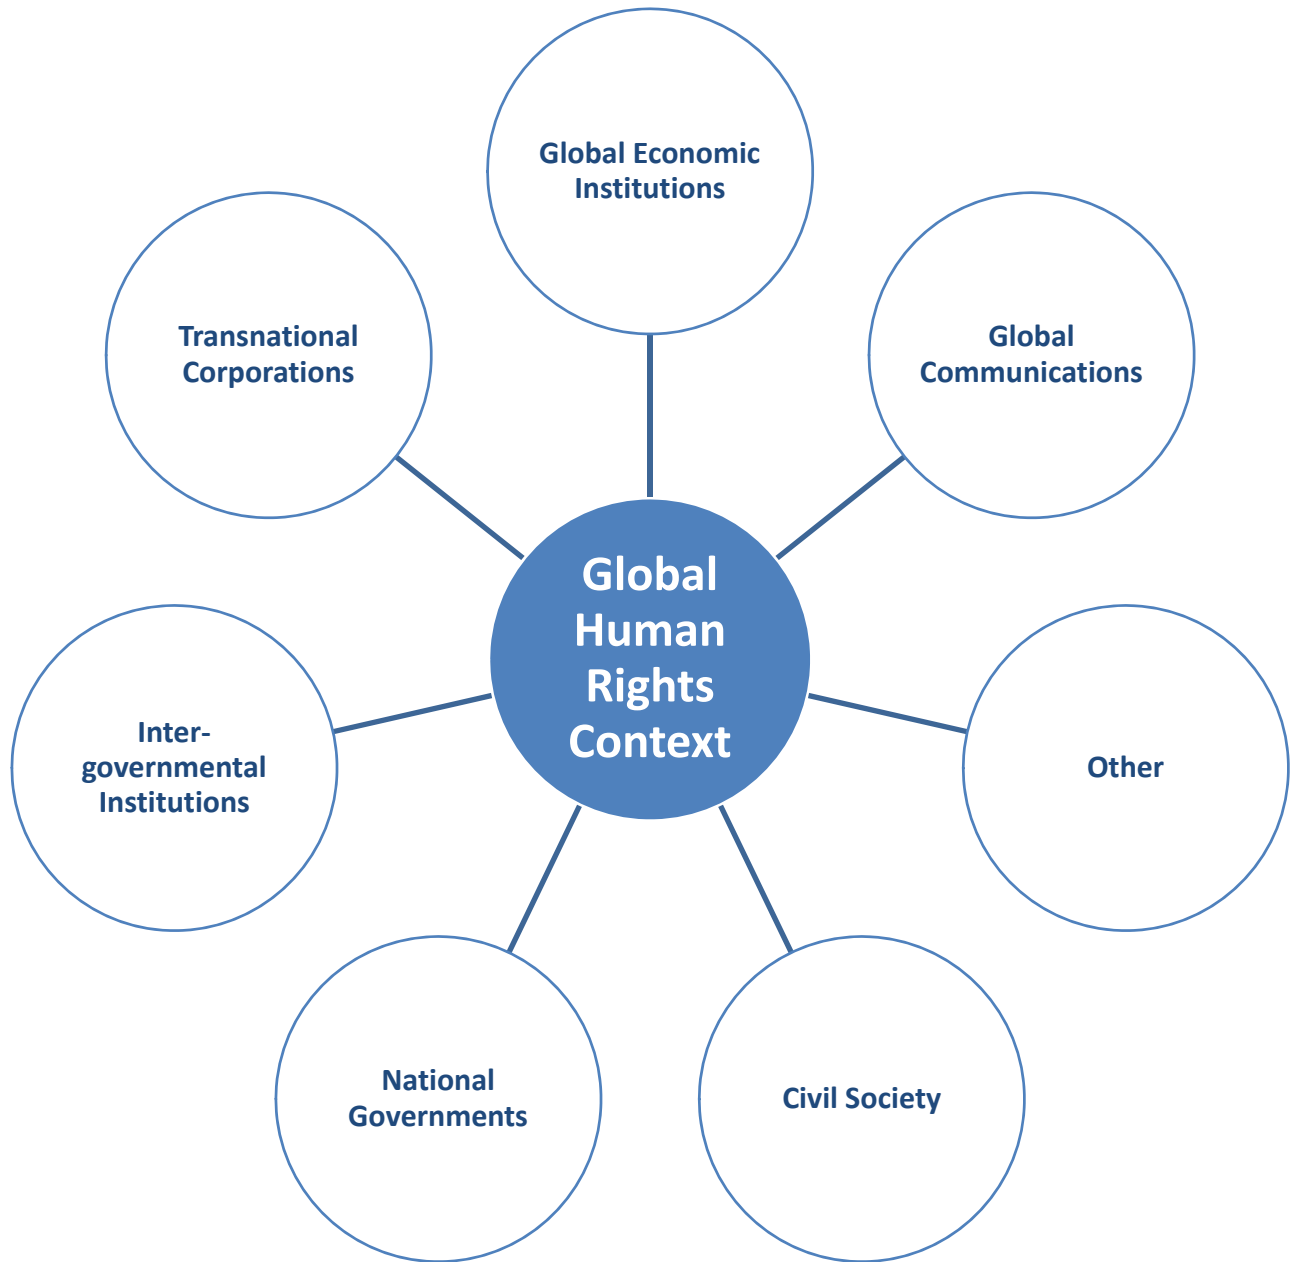 Global Economic
Institutions
Transnational
Corporations
Global
Communications
Global
Human
Rights
Context
Inter-
governmental
Institutions
Other
National
Governments
Civil Society